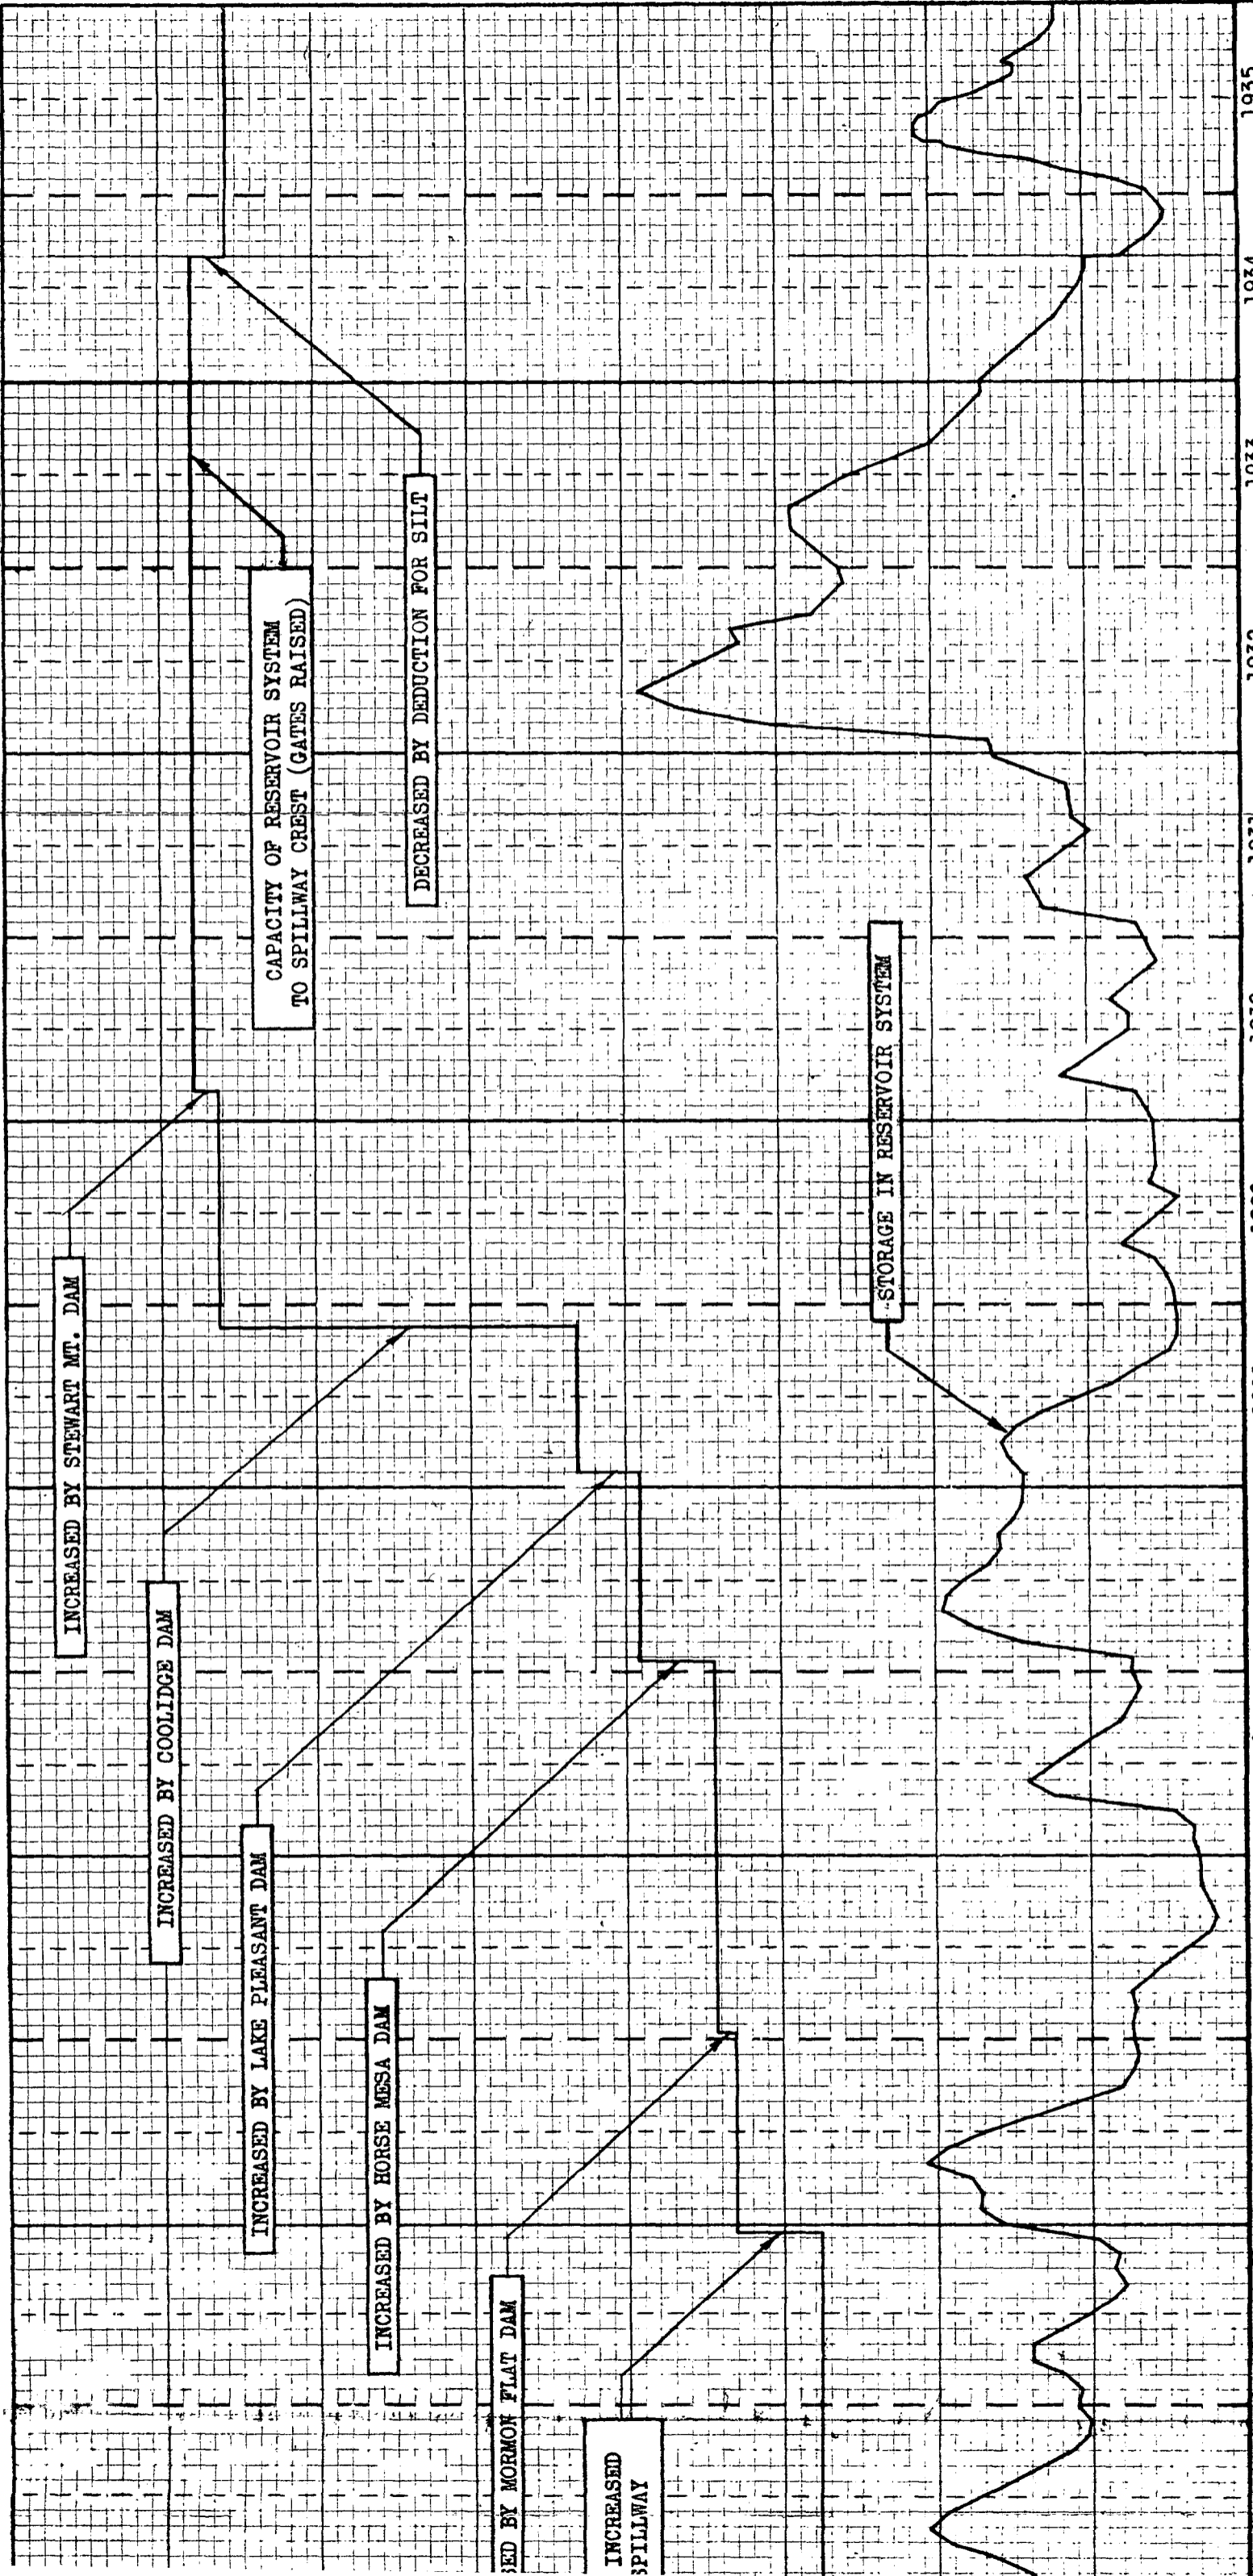 INCREASED BY STEWART MT. DAM
INCREASED BY COOLIDGE DAM
INCREASED BY LAKE PLEASANT DAM
INCREASED BY HORSE MESA DAM
BY MORMON FLAT DAM
INCREASED
SPILLWAY
CAPACITY OF RESERVOIR SYSTEM
TO SPILLWAY CREST (GATES RAISED)
DECREASED BY DEDUCTION FOR SILT
STORAGE IN RESERVOIR SYSTEM
1933
1934
1935